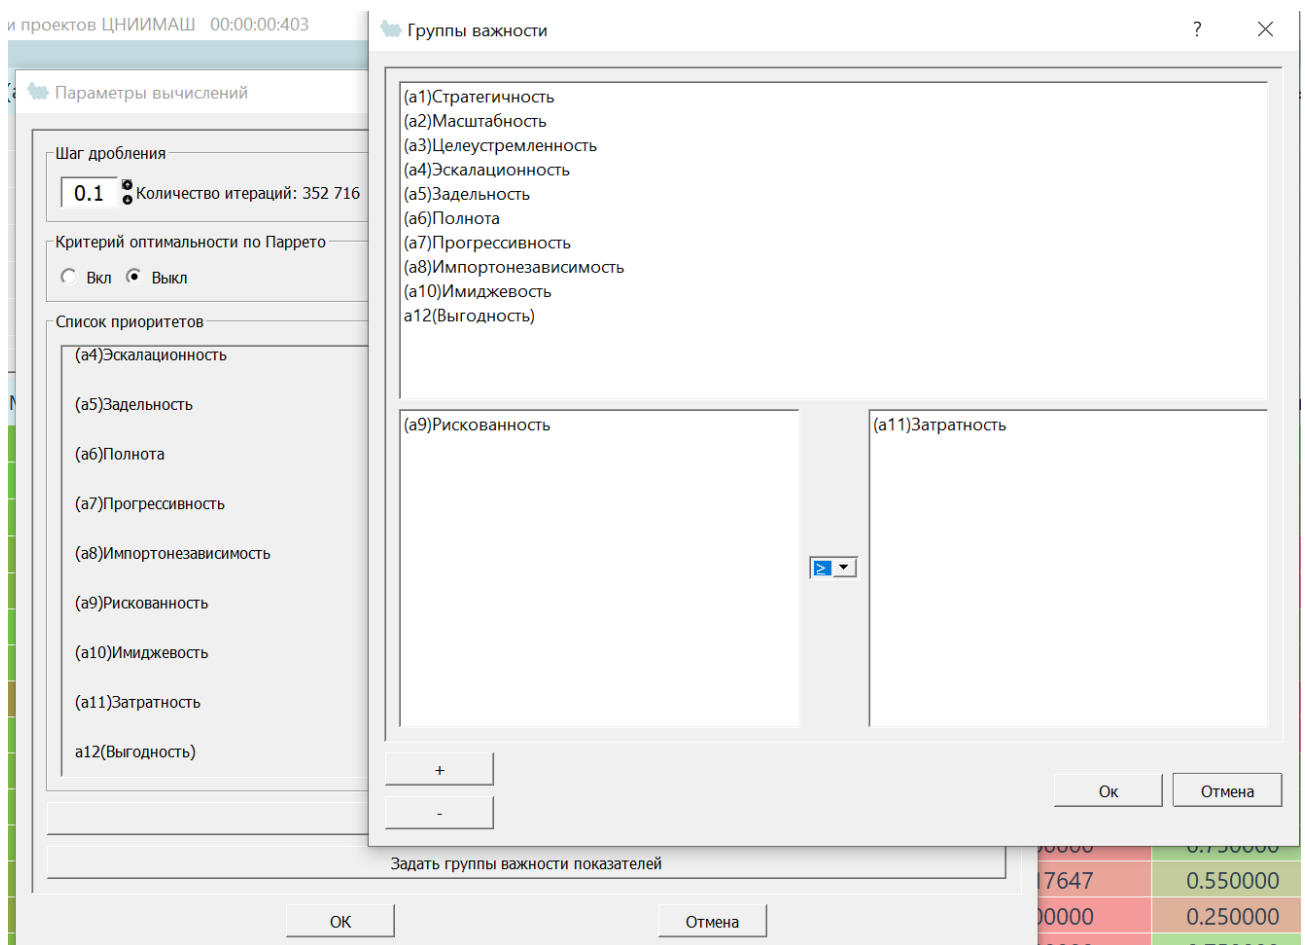 и проектов ЦНИИМАШ 00:00:00:403
Группы важности
?
Параметры вычислений
Шаг дробления
0.1
Количество итераций: 352 716
Критерий оптимальности по Паррето
Вкл
Выкл
Список приоритетов
(а4)Эскалационность
(а5)Задельность
(а6)Полнота
(а7)Прогрессивность
(а8)Импортонезависимость
(а9)Рискованность
(а10)Имиджевость
(а11)Затратность
а12(Выгодность)
Задать группы важности показателей
OK
Отмена
(а1)Стратегичность
(а2)Масштабность
(а3)Целеустремленность
(а4)Эскалационность
(а5)Задельность
(а6)Полнота
(а7)Прогрессивность
(а8)Импортонезависимость
(а10)Имиджевость
а12(Выгодность)
(а9)Рискованность
≥
(а11)Затратность
+
-
Ок
Отмена
17647
0.550000
00000
0.250000